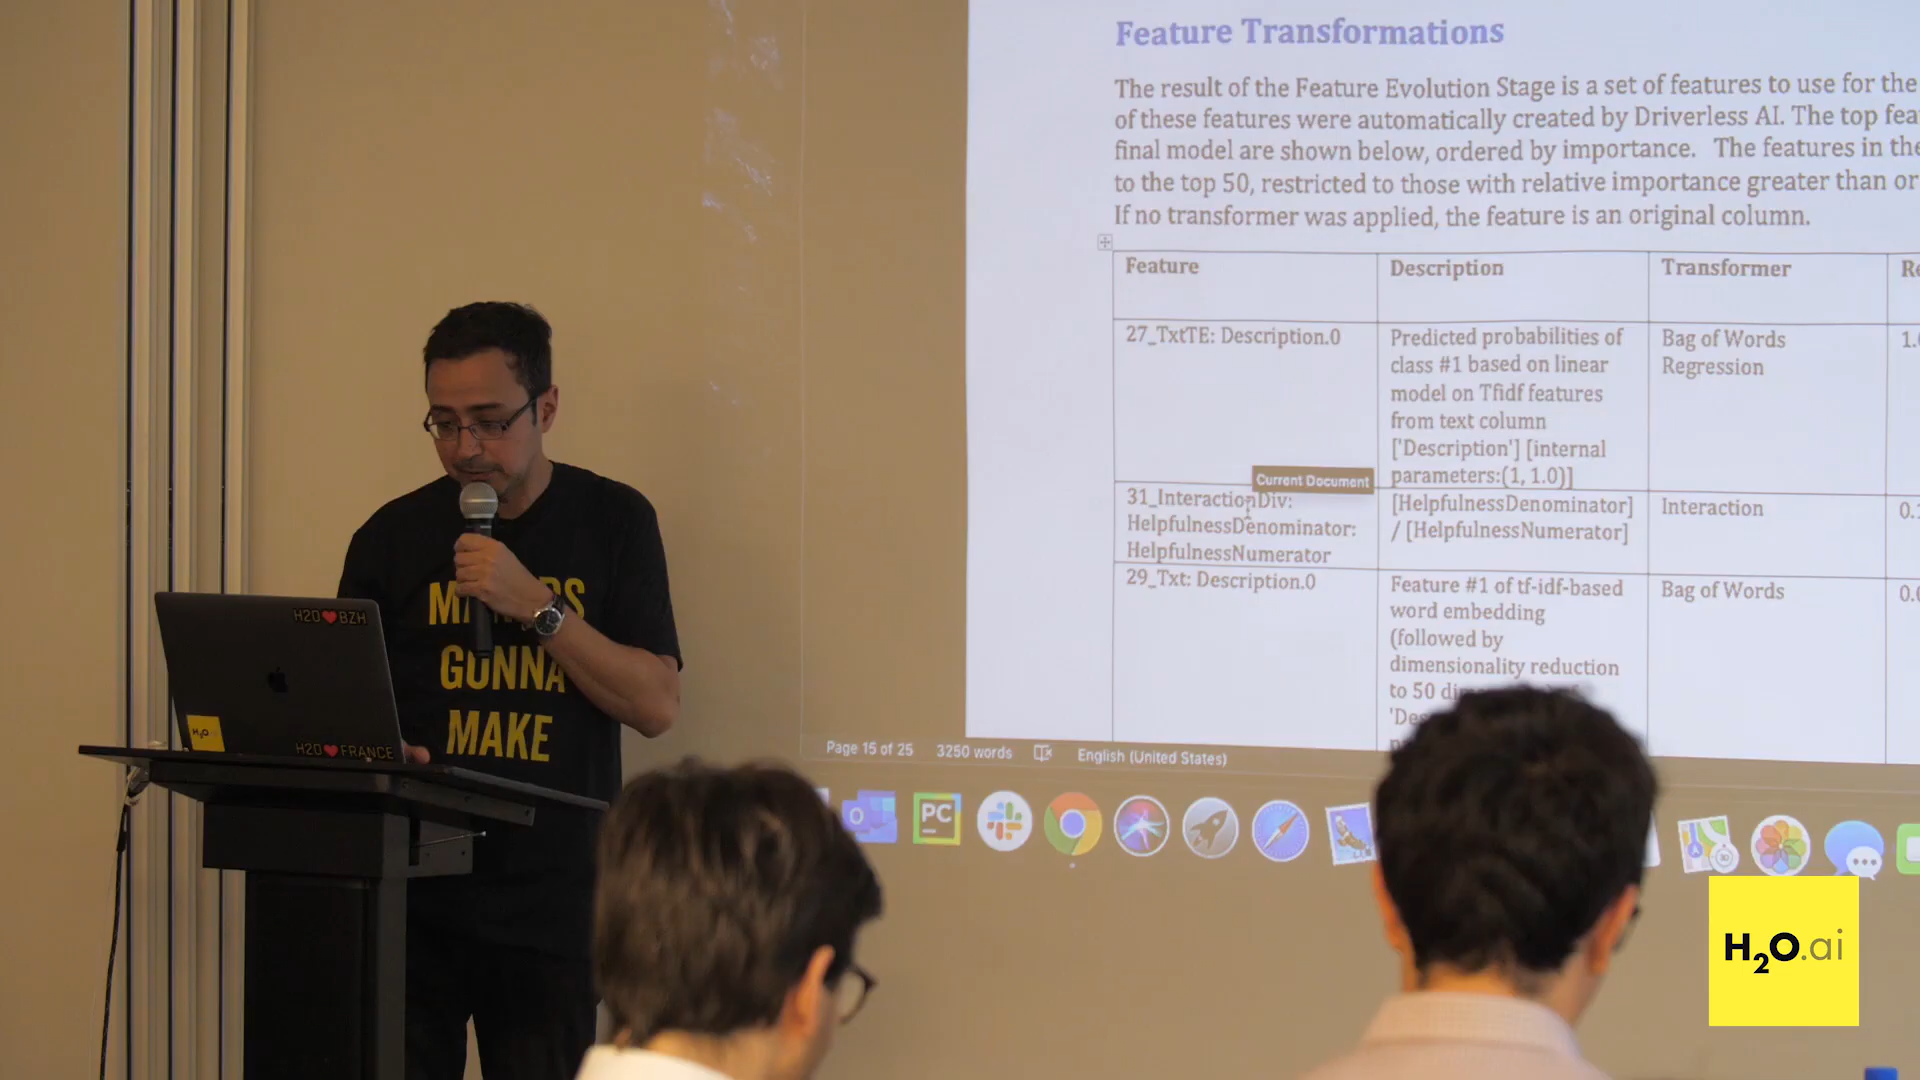 Feature Transformations
The result of the Feature Evolution Stage is a set of features to use for the
of these features were automatically created by Driverless AI. The top
final model are shown below, ordered by importance. The features in the
to the top 50, restricted to those with relative importance greater than or
If no transformer was applied, the feature is an original column.
Feature Description Transformer
27_TxtTE: Description.0
Predicted probabilities of
class #1 based on linear
model on Tfidf features
from text column
['Description'] [internal
parameters:(1, 1.0)]
Bag of Words
Regression
Current Document
31_InteractionDiv:
HelpfulnessDenominator:
HelpfulnessNumerator
[HelpfulnessDenominator]
/ [HelpfulnessNumerator]
Interaction
29_Txt: Description.0
Feature #1 of tf-idf-based
word embedding
(followed by
dimensionality reduction
to 50
Bag of Words
Page 15 of 25 3250 words English (United States)
PC
GONNA
MAKE
H2O❤BZH
H2O.ai
H2O❤FRANCE
H2O.ai